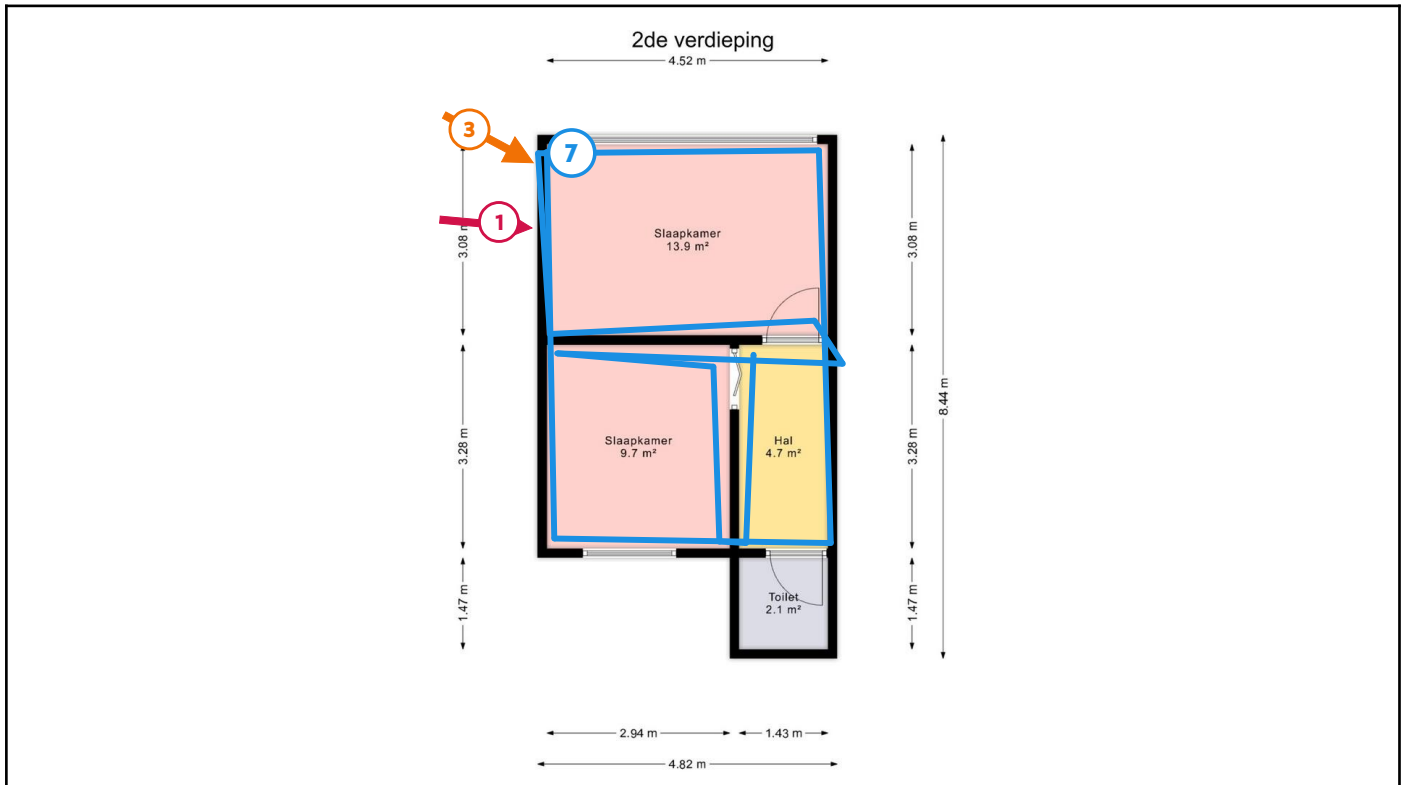 2de verdieping
4.52 m
3
7
1
3.08 m
Slaapkamer
13.9 m²
3.08 m
8.44 m
3.28 m
Slaapkamer
9.7 m²
Hal
4.7 m²
3.28 m
1.47 m
Toilet
2.1 m²
1.47 m
2.94 m
1.43 m
4.82 m